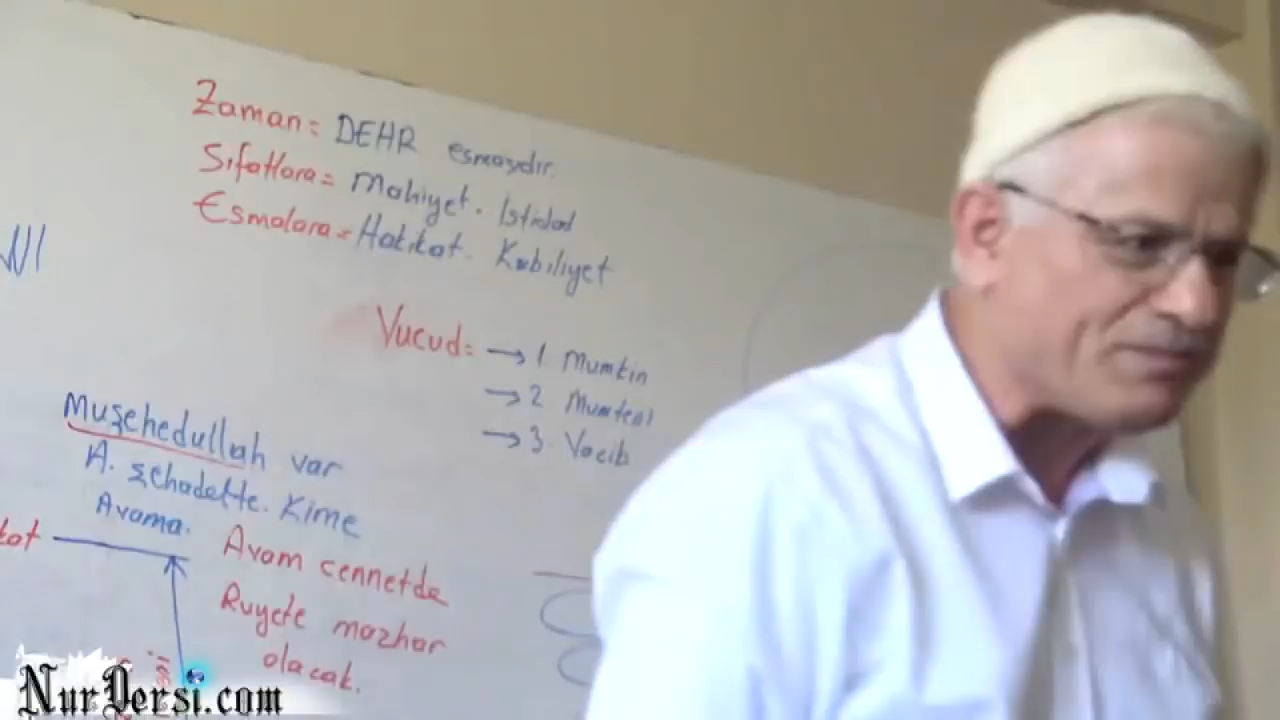 Zaman = DEHR esmasıdır.
Sıfatlara = Mahiyet. İstidad
Esmalara = Hakikat. Kabiliyet
Vucud = → 1 Mumkin
→ 2 Mumteni
→ 3. Vacib
Muşehedullah var
A. şehadette. Kime
Avama.
Avam cennetde
Ruyete mazhar
olacak.
NurDersi.com